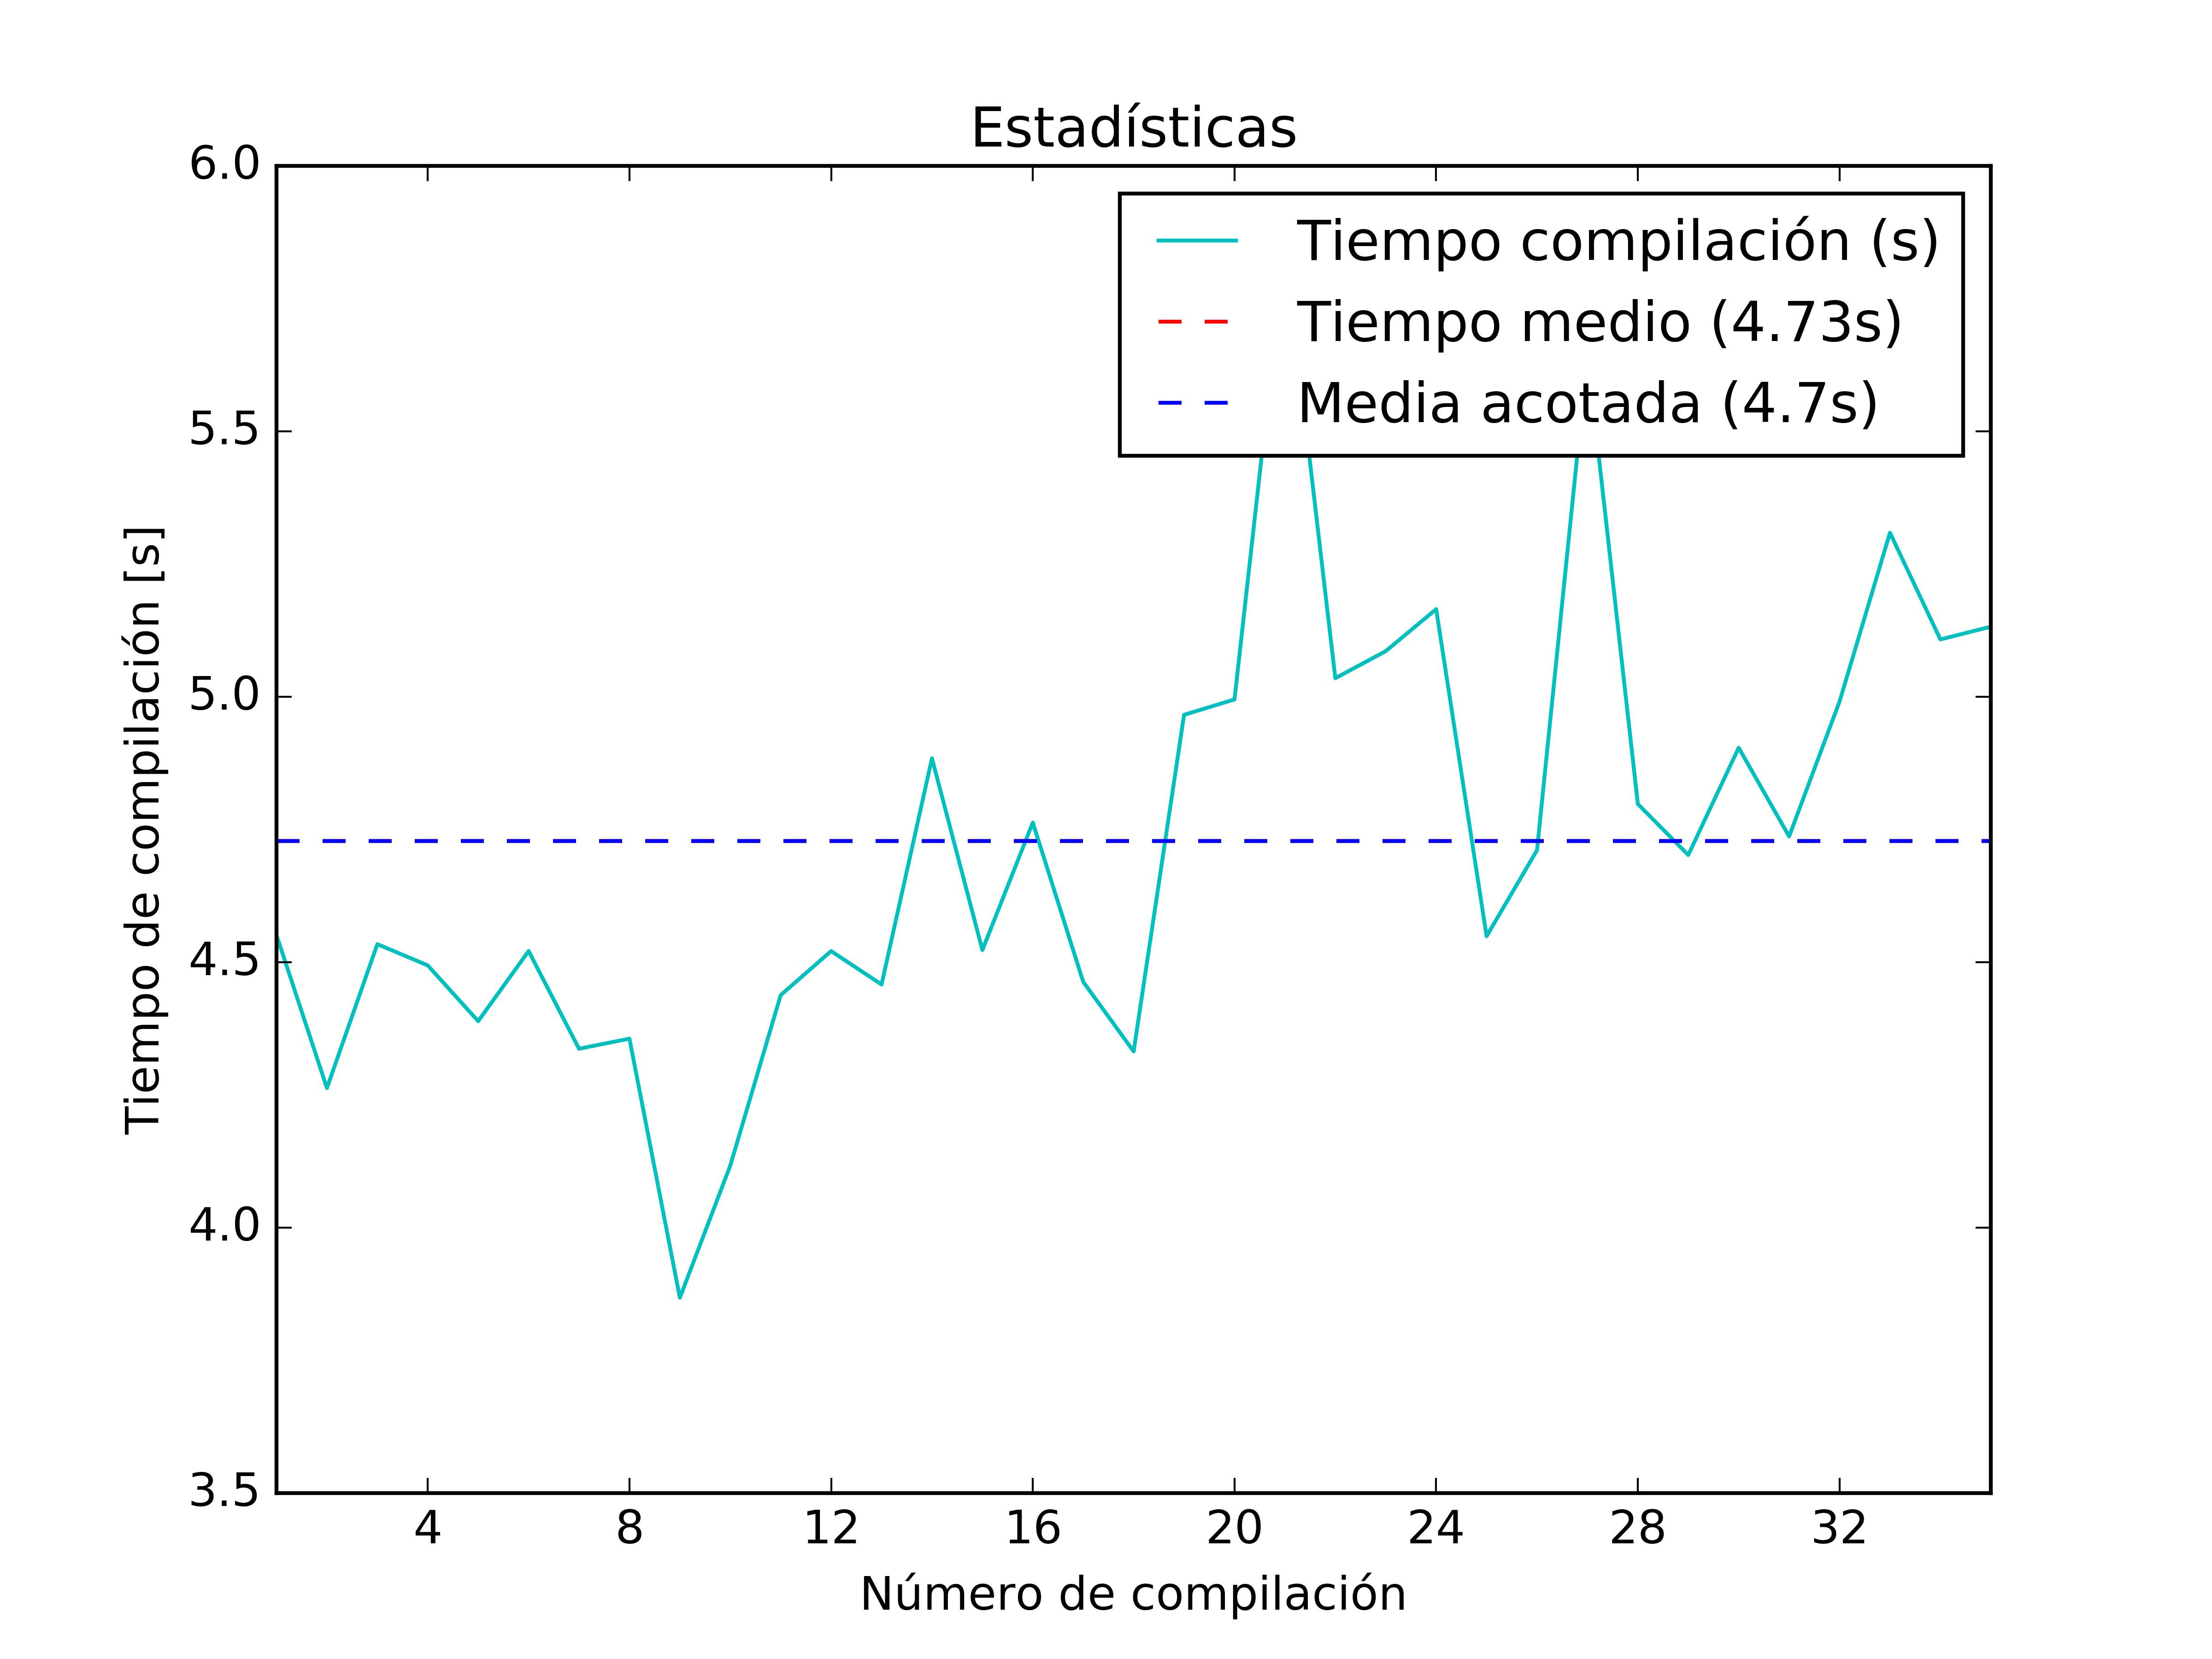 Estadísticas
6.0
5.5
5.0
4.5
4.0
3.5
Tiempo de compilación [s]
Tiempo compilación (s)
Tiempo medio (4.73s)
Media acotada (4.7s)
4 8 12 16 20 24 28 32
Número de compilación